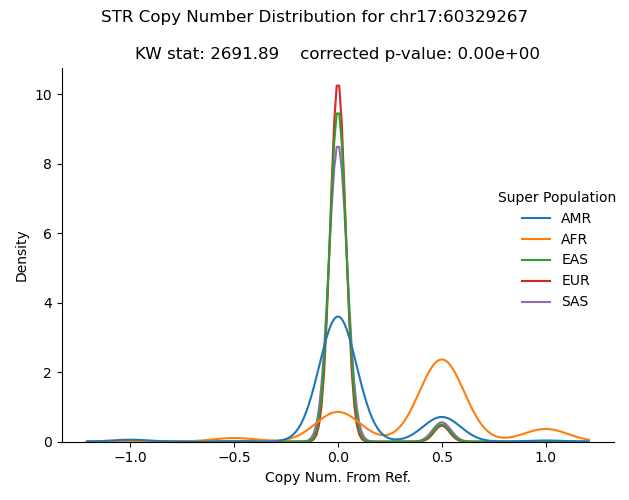 STR Copy Number Distribution for chr17:60329267
KW stat: 2691.89    corrected p-value: 0.00e+00
10
8
6
4
2
0
Density
−1.0
−0.5
0.0
0.5
1.0
Copy Num. From Ref.
Super Population
AMR
AFR
EAS
EUR
SAS